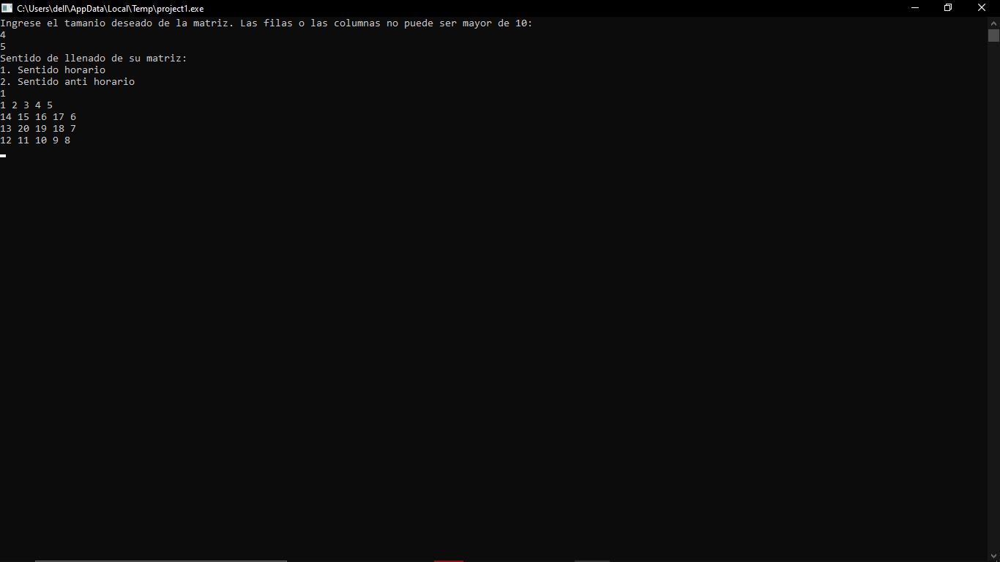 C:\Users\dell\AppData\Local\Temp\project1.exe
Ingrese el tamanio deseado de la matriz. Las filas o las columnas no puede ser mayor de 10:
4
5
Sentido de llenado de su matriz:
1. Sentido horario
2. Sentido anti horario
1
1 2 3 4 5
14 15 16 17 6
13 20 19 18 7
12 11 10 9 8